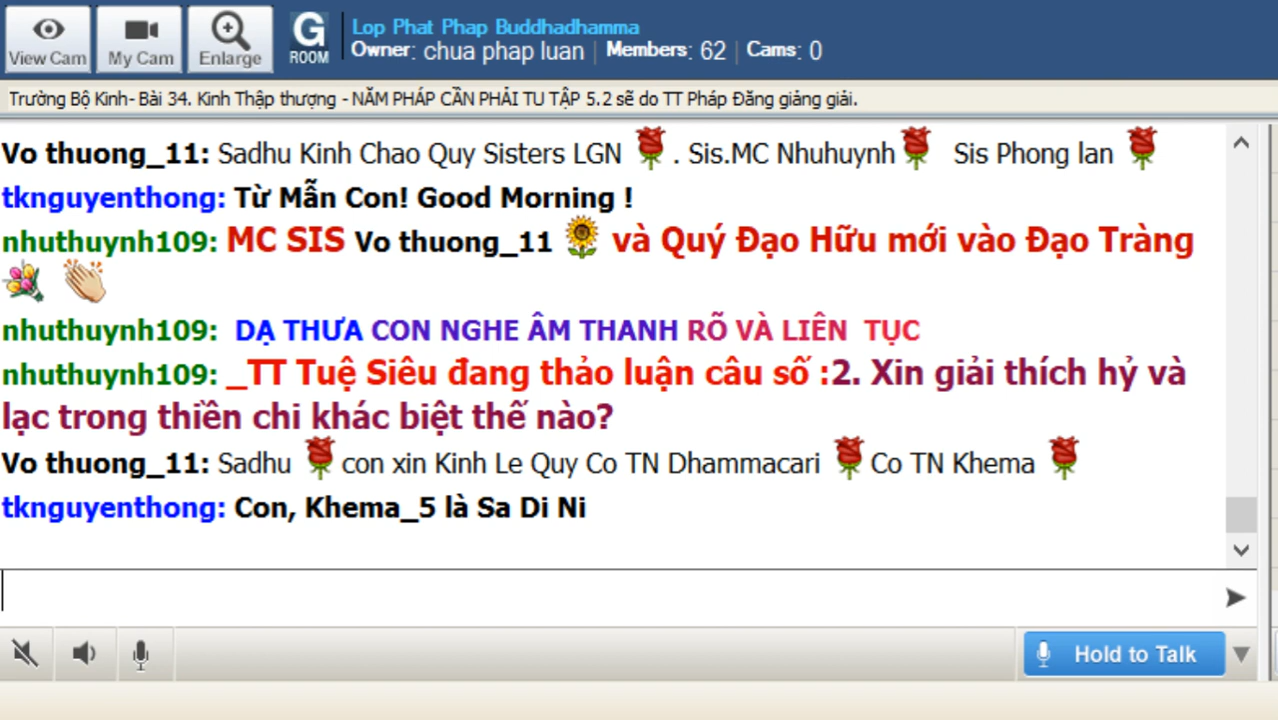 View Cam
My Cam
Enlarge
G ROOM
Lop Phat Phap Buddhadhamma
Owner: chua phap luan | Members: 62 | Cams: 0
Trường Bộ Kinh- Bài 34. Kinh Thập thượng - NĂM PHÁP CẦN PHẢI TU TẬP 5.2 sẽ do TT Pháp Đăng giảng giải.
Vo thuong_11: Sadhu Kinh Chao Quy Sisters LGN . Sis.MC Nhuhuynh Sis Phong lan
tknguyenthong: Từ Mẫn Con! Good Morning !
nhuthuynh109: MC SIS Vo thuong_11 và Quý Đạo Hữu mới vào Đạo Tràng
nhuthuynh109: DẠ THƯA CON NGHE ÂM THANH RÕ VÀ LIÊN TỤC
nhuthuynh109: _TT Tuệ Siêu đang thảo luận câu số :2. Xin giải thích hỷ và
lạc trong thiền chi khác biệt thế nào?
Vo thuong_11: Sadhu con xin Kinh Le Quy Co TN Dhammacari Co TN Khema
tknguyenthong: Con, Khema_5 là Sa Di Ni
Hold to Talk